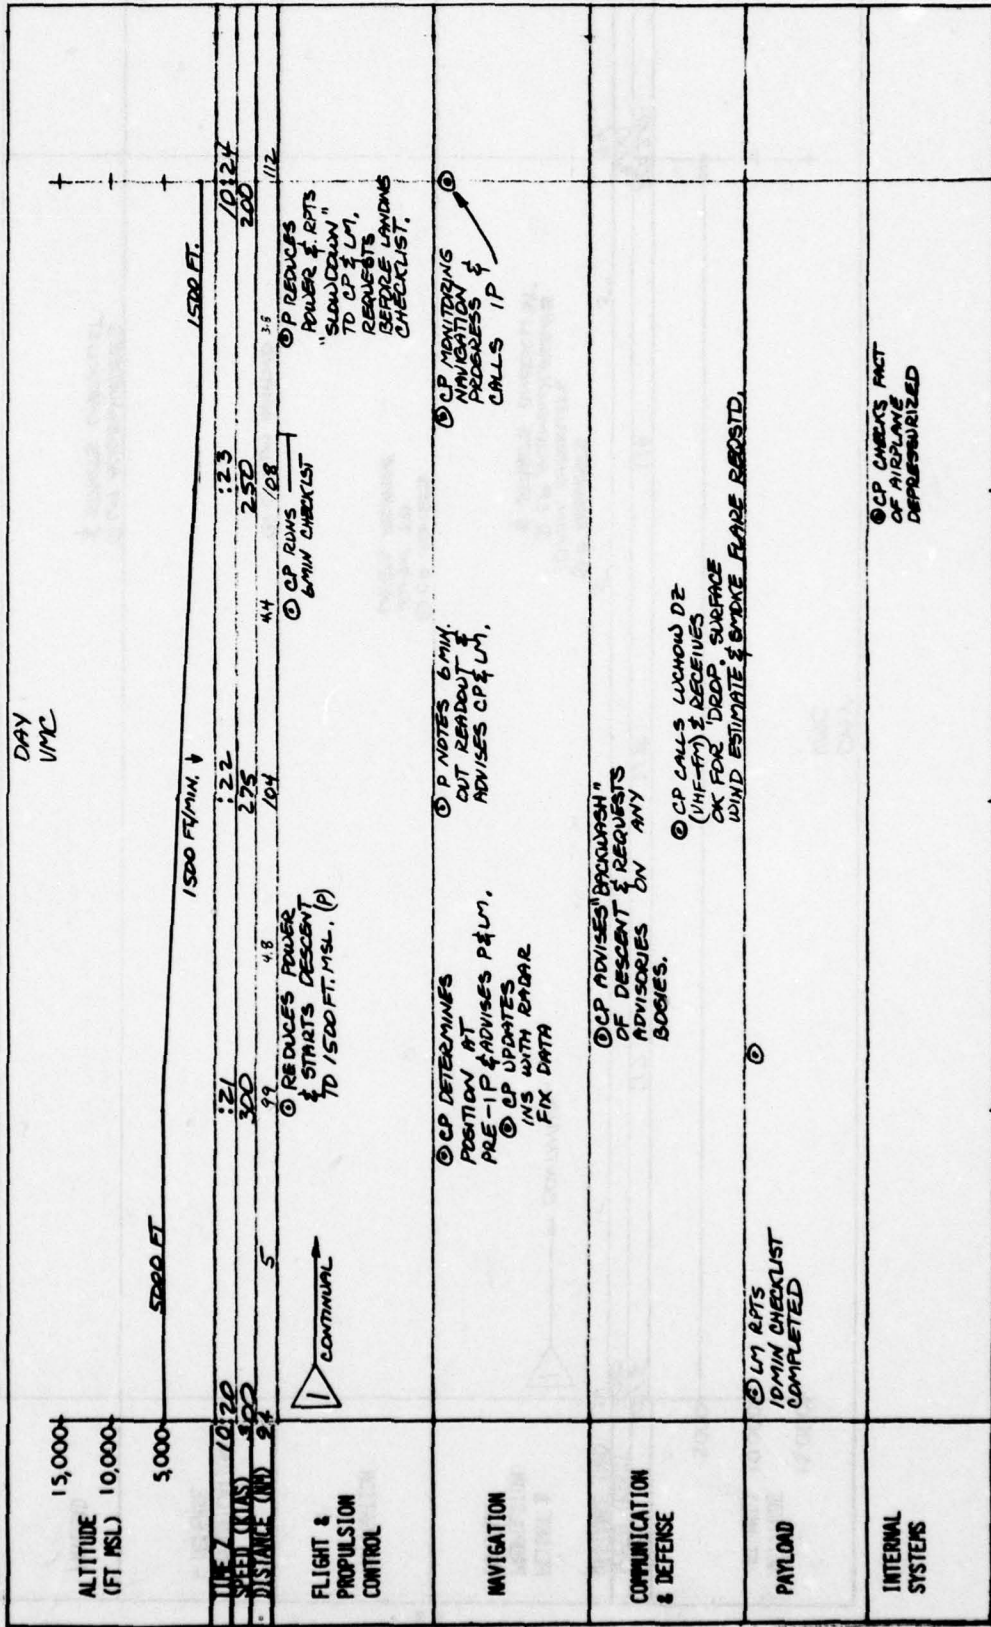 DAY
VMC
15,000
ALTITUDE 10,000
(FT MSL)
5,000
5000 FT
1500 FT/MIN.
1500 FT.
TIME Z 10:20 :21 :22 :23 10:24
SPEED (KIAS) 300 300 275 250 200
DISTANCE (NM) 94 5 99 4.8 104 4.4 108 3.8 112
FLIGHT &
PROPULSION
CONTROL
1 CONTINUAL
REDUCES POWER
& STARTS DESCENT
TO 1500 FT. MSL. (P)
CP RUNS
6MIN CHECKLIST
P REDUCES
POWER & RPTS
"SLOWDOWN"
TO CP & LM,
REQUESTS
BEFORE LANDING
CHECKLIST.
NAVIGATION
CP DETERMINES
POSITION AT
PRE-IP & ADVISES P&LM.
CP UPDATES
INS WITH RADAR
FIX DATA
P NOTES 6 MIN.
OUT READOUT &
ADVISES CP&LM,
CP MONITORING
NAVIGATION
PROGRESS &
CALLS IP
COMMUNICATION
& DEFENSE
CP ADVISES "BACKWASH"
OF DESCENT & REQUESTS
ADVISORIES ON ANY
BOGIES.
CP CALLS LUCHOW DZ
(VHF-FM) & RECEIVES
OK FOR DROP. SURFACE
WIND ESTIMATE & SMOKE FLARE REQSTD.
PAYLOAD
LM RPTS
10MIN CHECKLIST
COMPLETED
INTERNAL
SYSTEMS
CP CHECKS FACT
OF AIRPLANE
DEPRESSURIZED